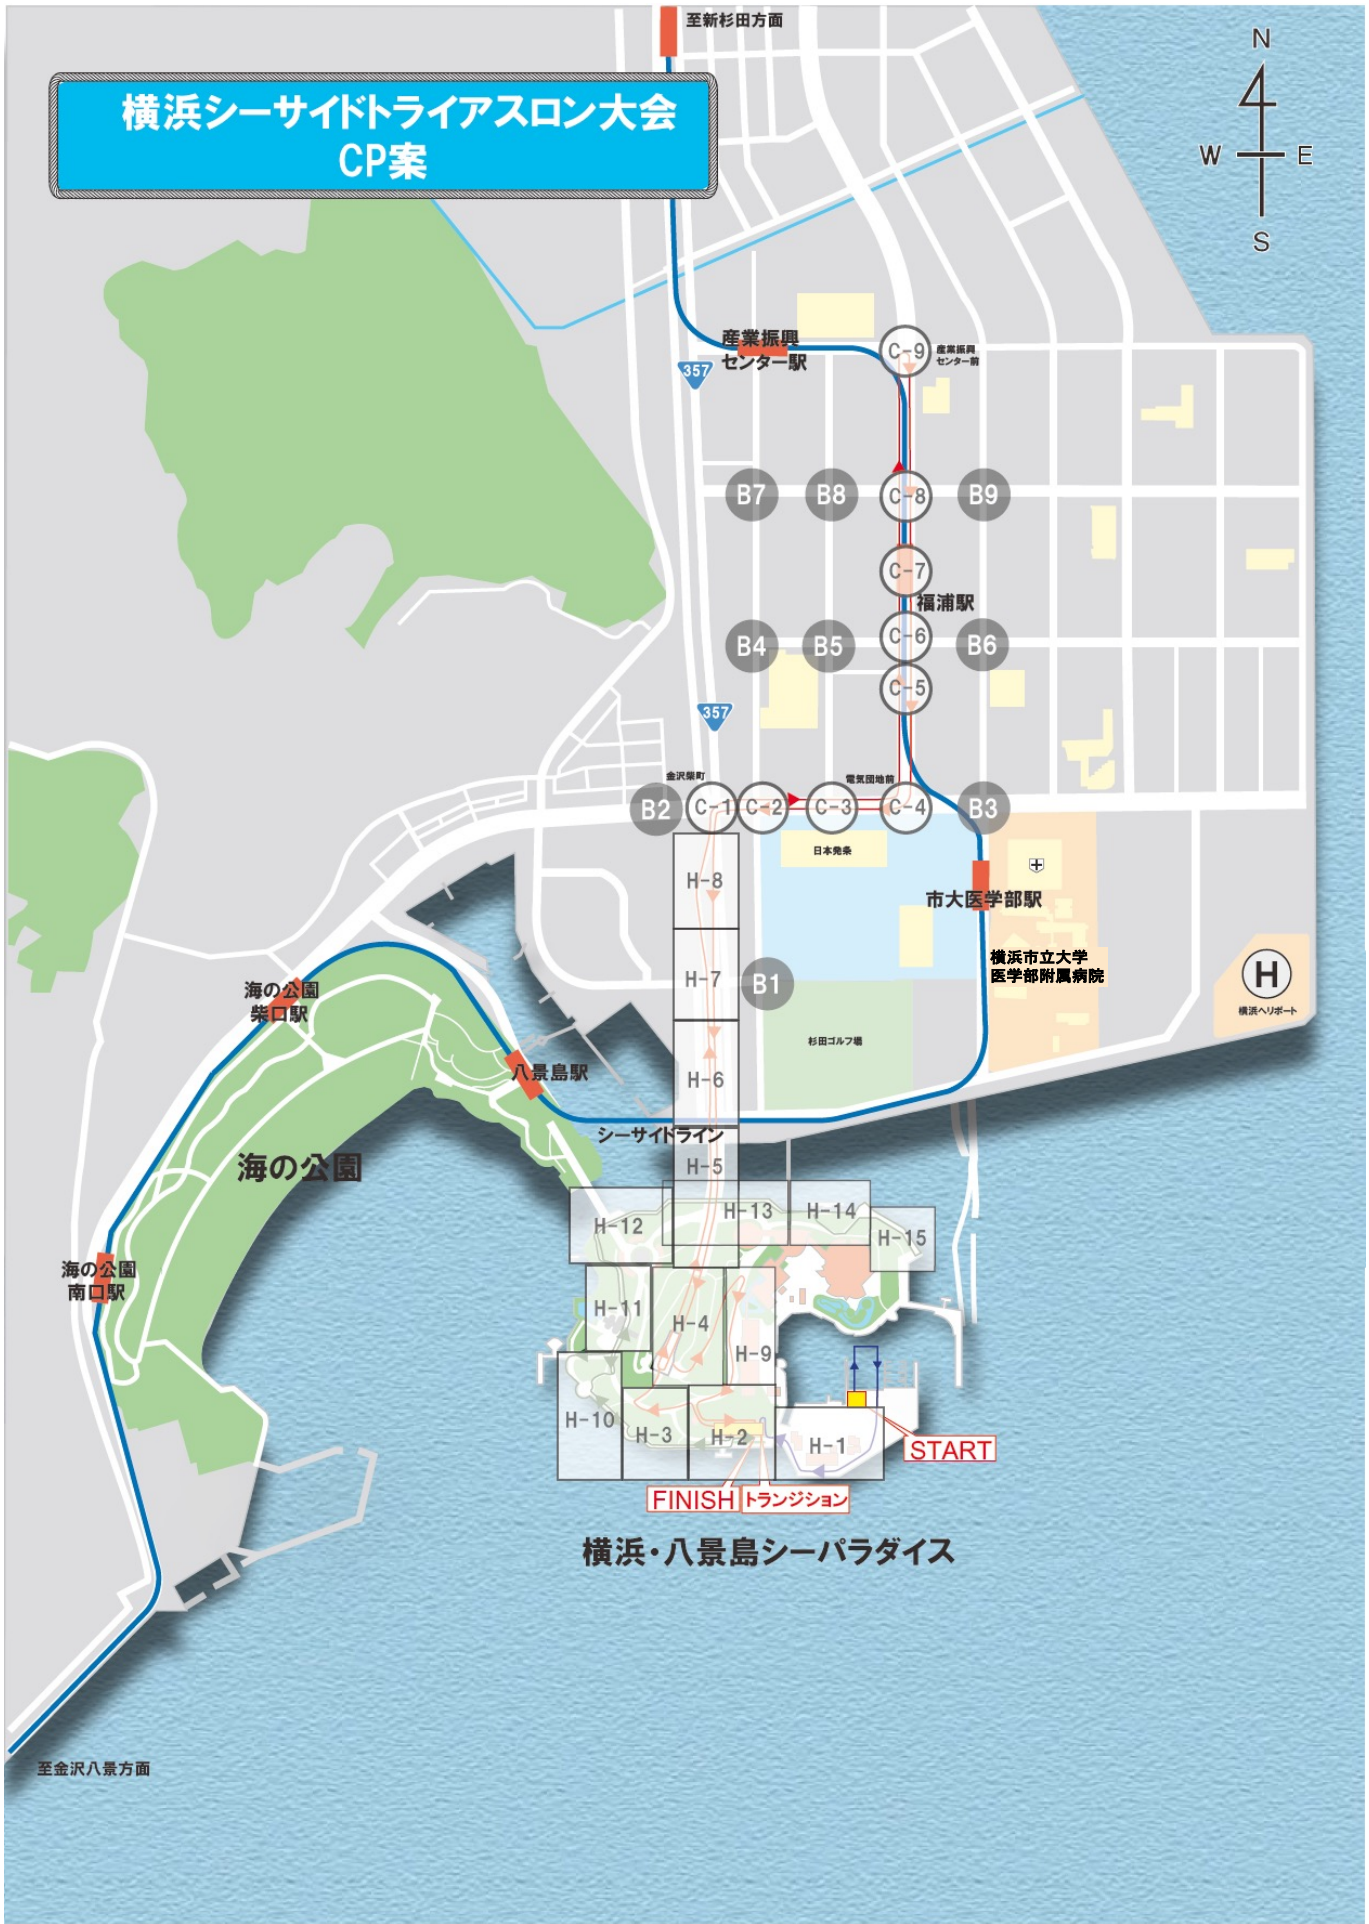 至新杉田方面
N
W E
S
横浜シーサイドトライアスロン大会
CP案
産業振興
センター駅
357
C-9
産業振興
センター前
B7
B8
C-8
B9
C-7
福浦駅
C-6
B4
B5
B6
C-5
357
金沢柴町
電気団地前
B2
C-1
C-2
C-3
C-4
B3
日本発条
H-8
市大医学部駅
横浜市立大学
医学部附属病院
H-7
B1
H
横浜ヘリポート
海の公園
柴口駅
杉田ゴルフ場
八景島駅
H-6
シーサイドライン
海の公園
H-5
H-12
H-13
H-14
H-15
海の公園
南口駅
H-11
H-4
H-9
H-10
H-3
H-2
H-1
START
FINISH
トランジション
横浜・八景島シーパラダイス
至金沢八景方面